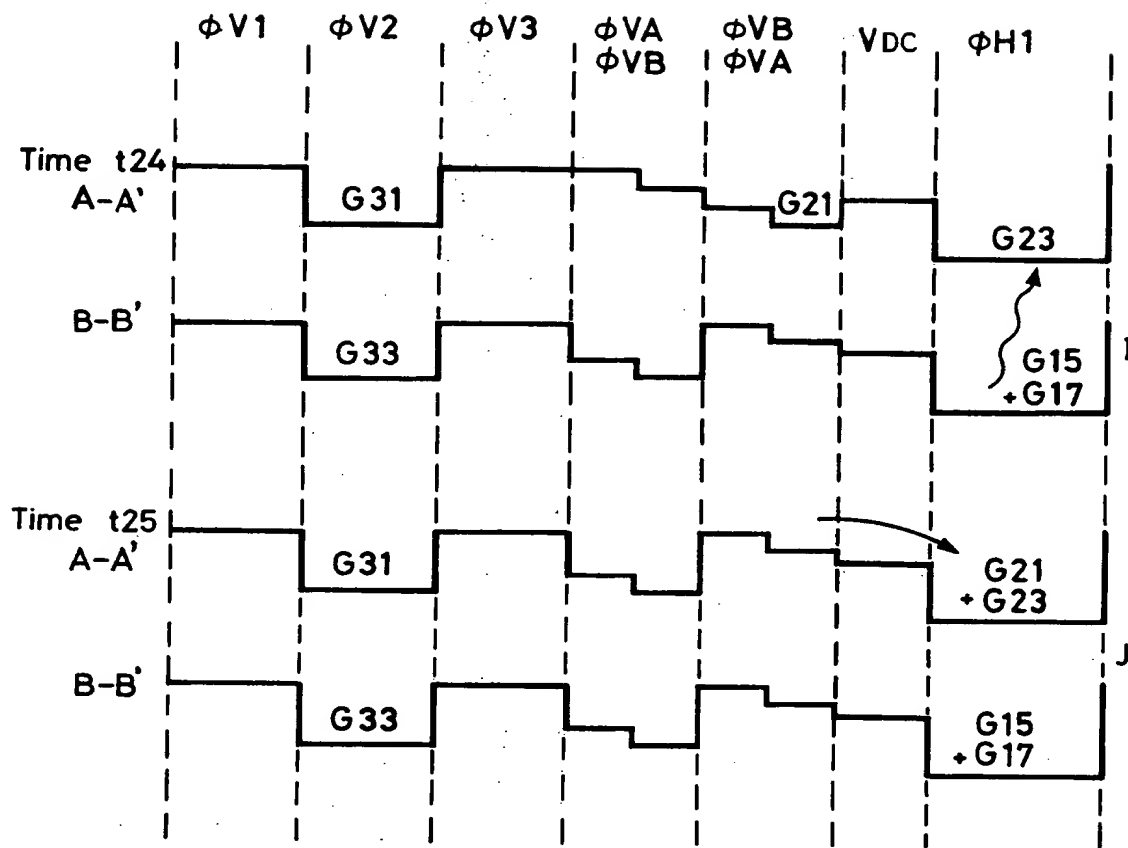 ΦV1 ΦV2 ΦV3 ΦVA ΦVB VDC ΦH1
ΦVB ΦVA
Time t24
A-A'
G31
G21
G23
B-B'
G33
G15
+G17
I
Time t25
A-A'
G31
G21
+G23
J
B-B'
G33
G15
+G17